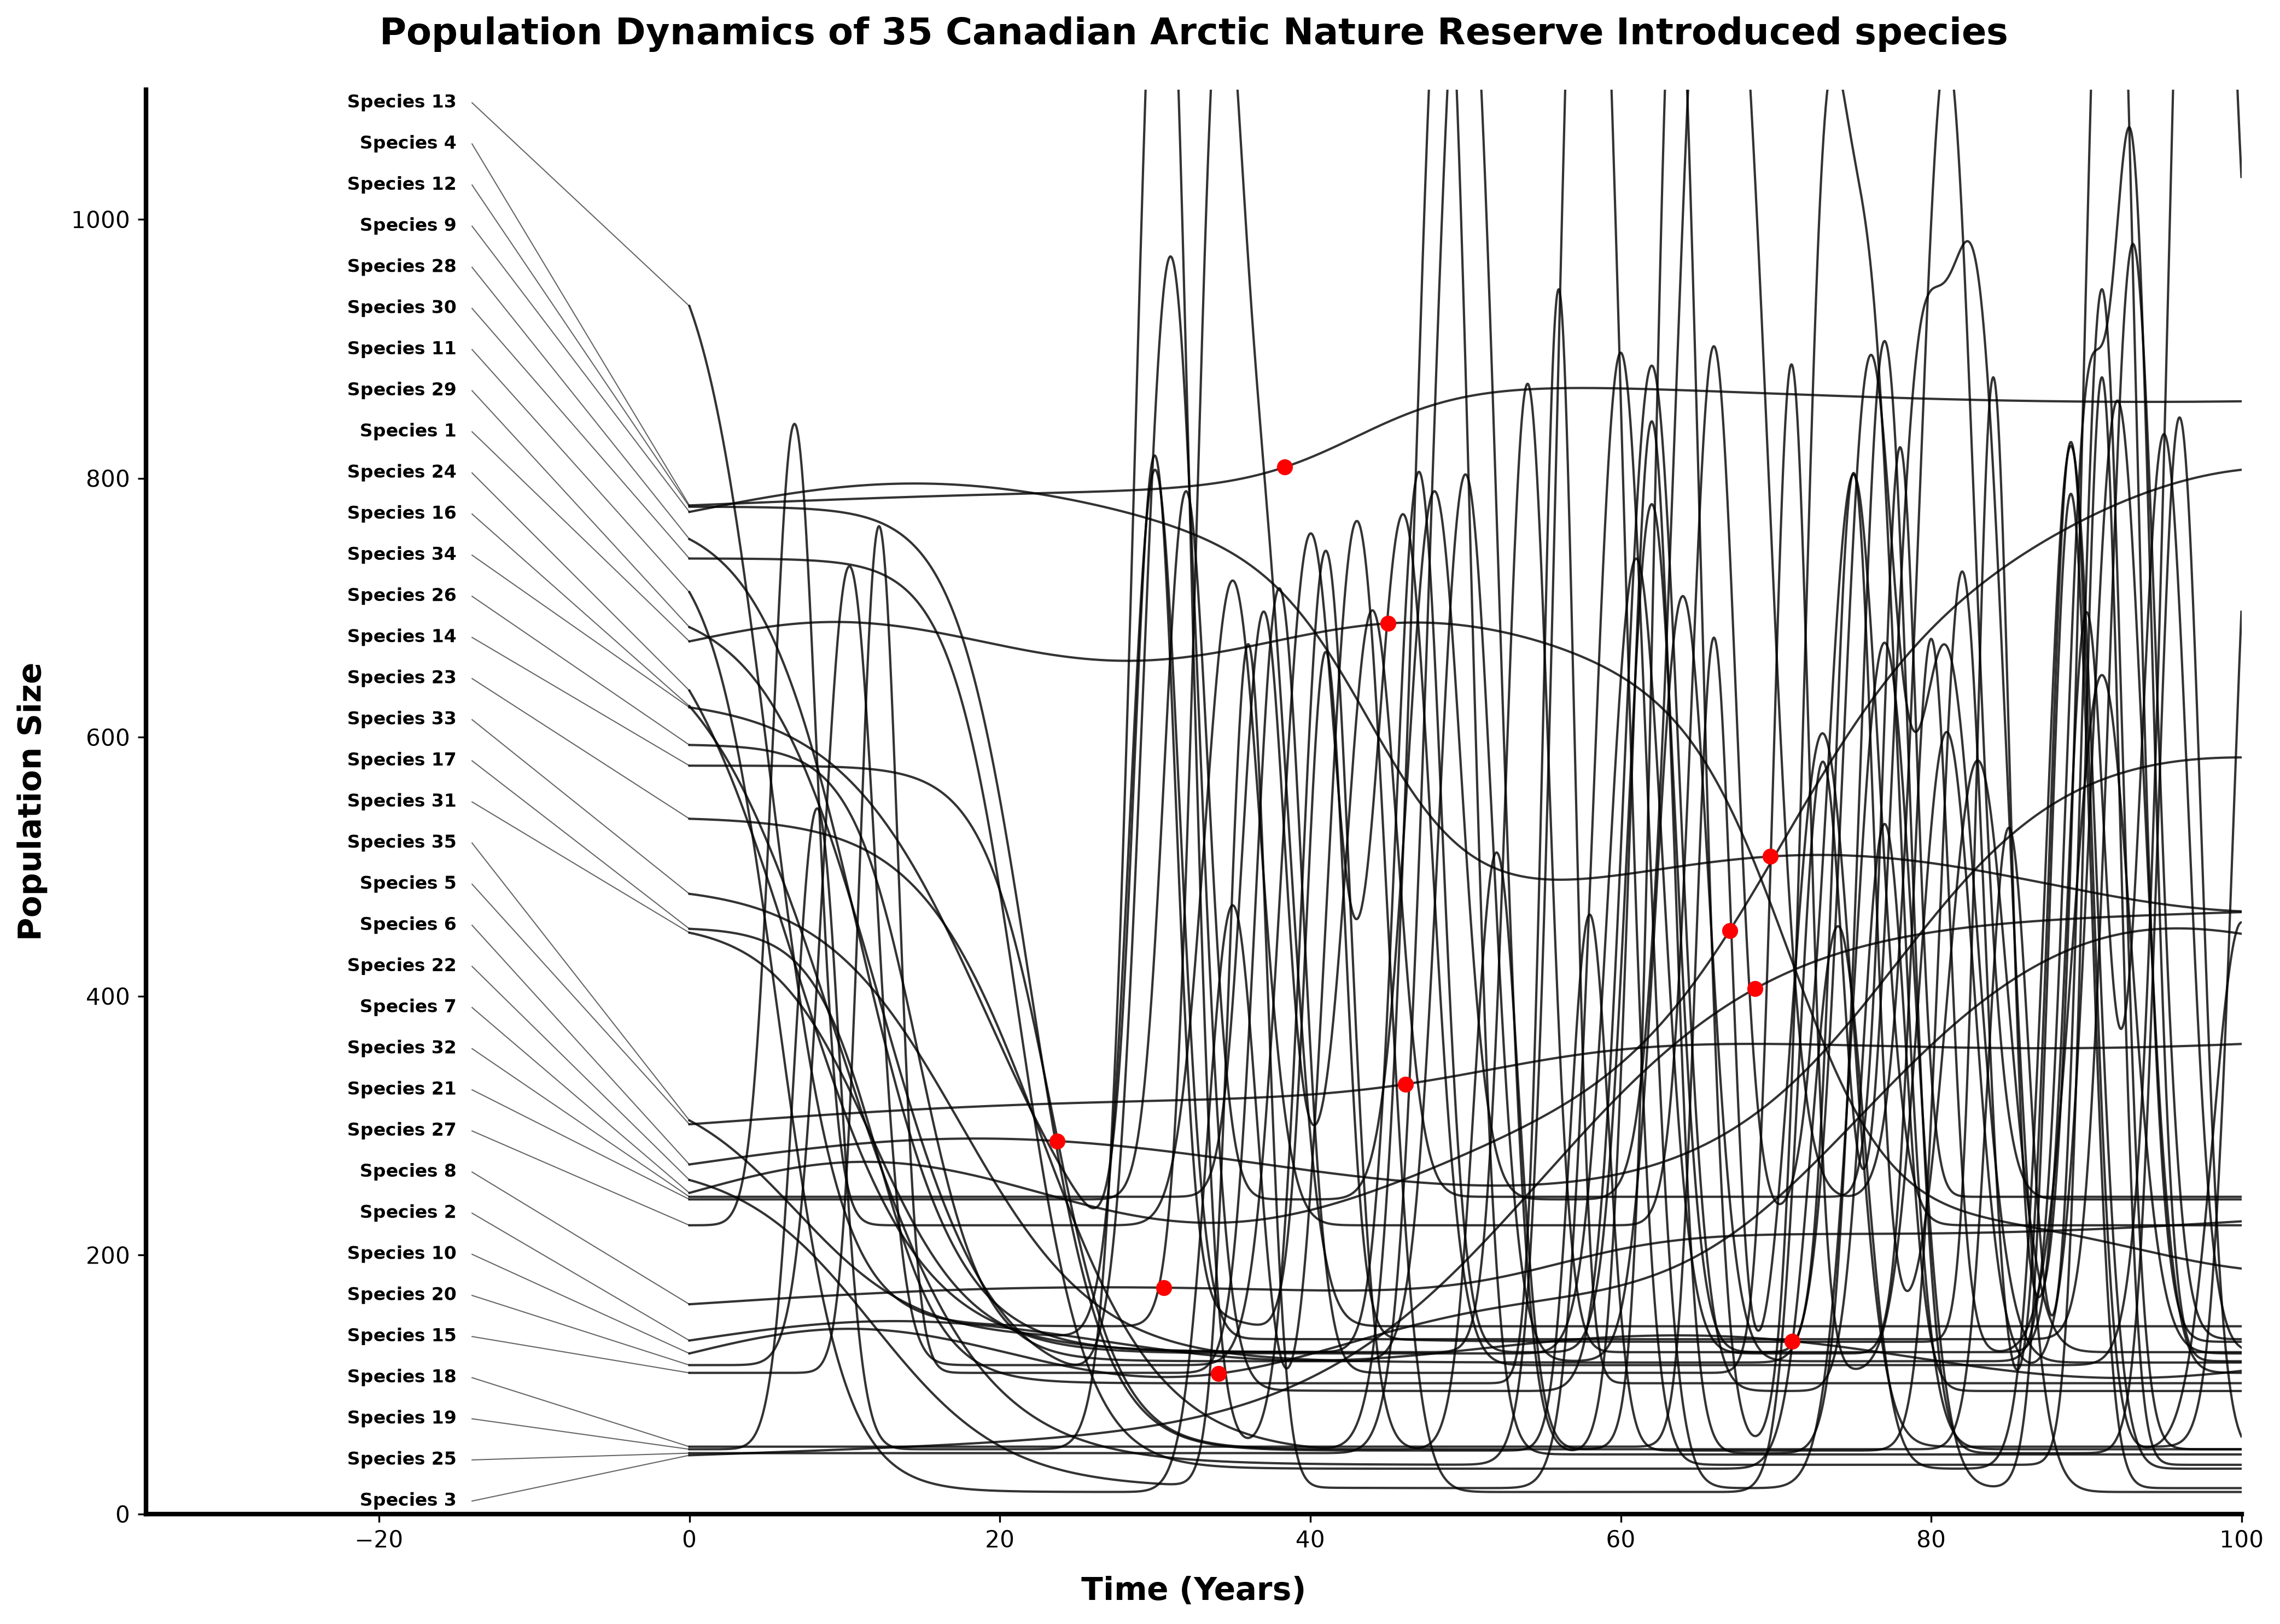 Population Dynamics of 35 Canadian Arctic Nature Reserve Introduced species
Species 13
Species 4
Species 12
Species 9
Species 28
Species 30
Species 11
Species 29
Species 1
Species 24
Species 16
Species 34
Species 26
Species 14
Species 23
Species 33
Species 17
Species 31
Species 35
Species 5
Species 6
Species 22
Species 7
Species 32
Species 21
Species 27
Species 8
Species 2
Species 10
Species 20
Species 15
Species 18
Species 19
Species 25
Species 3
Population Size
1000
800
600
400
200
0
−20 0 20 40 60 80 100
Time (Years)